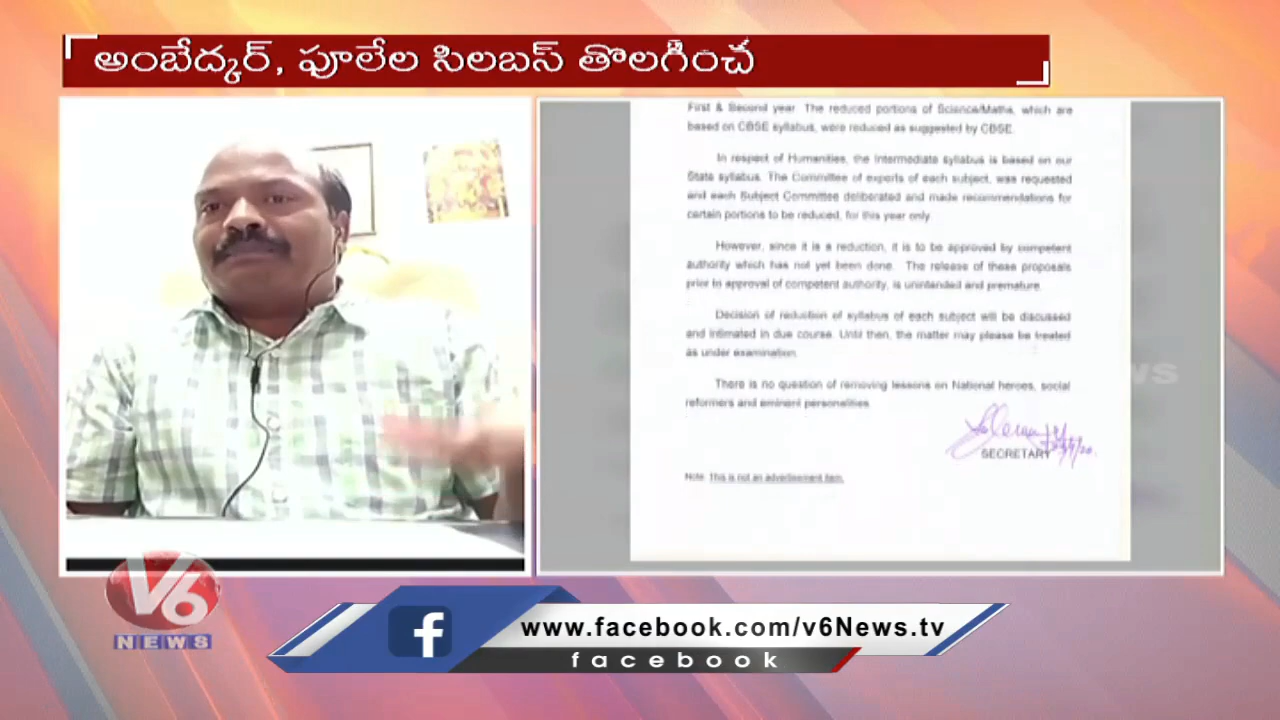 అంబేద్కర్, పూలేల సిలబస్ తొలగించ
First & Second year. The reduced portions of Science/Maths, which are
based on CBSE syllabus, were reduced as suggested by CBSE.
In respect of Humanities, the Intermediate syllabus is based on our
State syllabus. The Committee of experts of each subject, was requested
and each Subject Committee deliberated and made recommendations for
certain portions to be reduced, for this year only.
However, since it is a reduction, it is to be approved by competent
authority which has not yet been done. The release of these proposals
prior to approval of competent authority, is unintended and premature.
Decision of reduction of syllabus of each subject will be discussed
and intimated in due course. Until then, the matter may please be treated
as under examination.
There is no question of removing lessons on National heroes, social
reformers and eminent personalities.
SECRETARY
Note: This is not an advertisement item.
V6
NEWS
www.facebook.com/v6News.tv
facebook